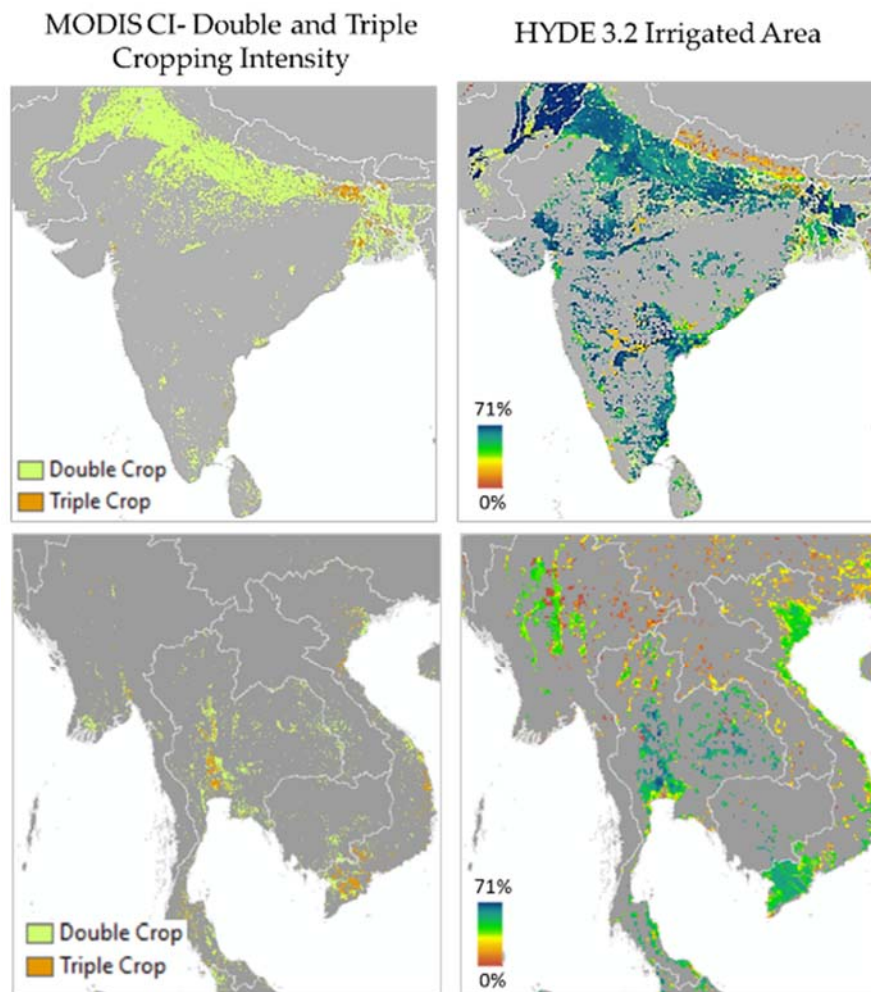 MODIS CI- Double and Triple
Cropping Intensity
HYDE 3.2 Irrigated Area
Double Crop
Triple Crop
71%
0%
Double Crop
Triple Crop
71%
0%